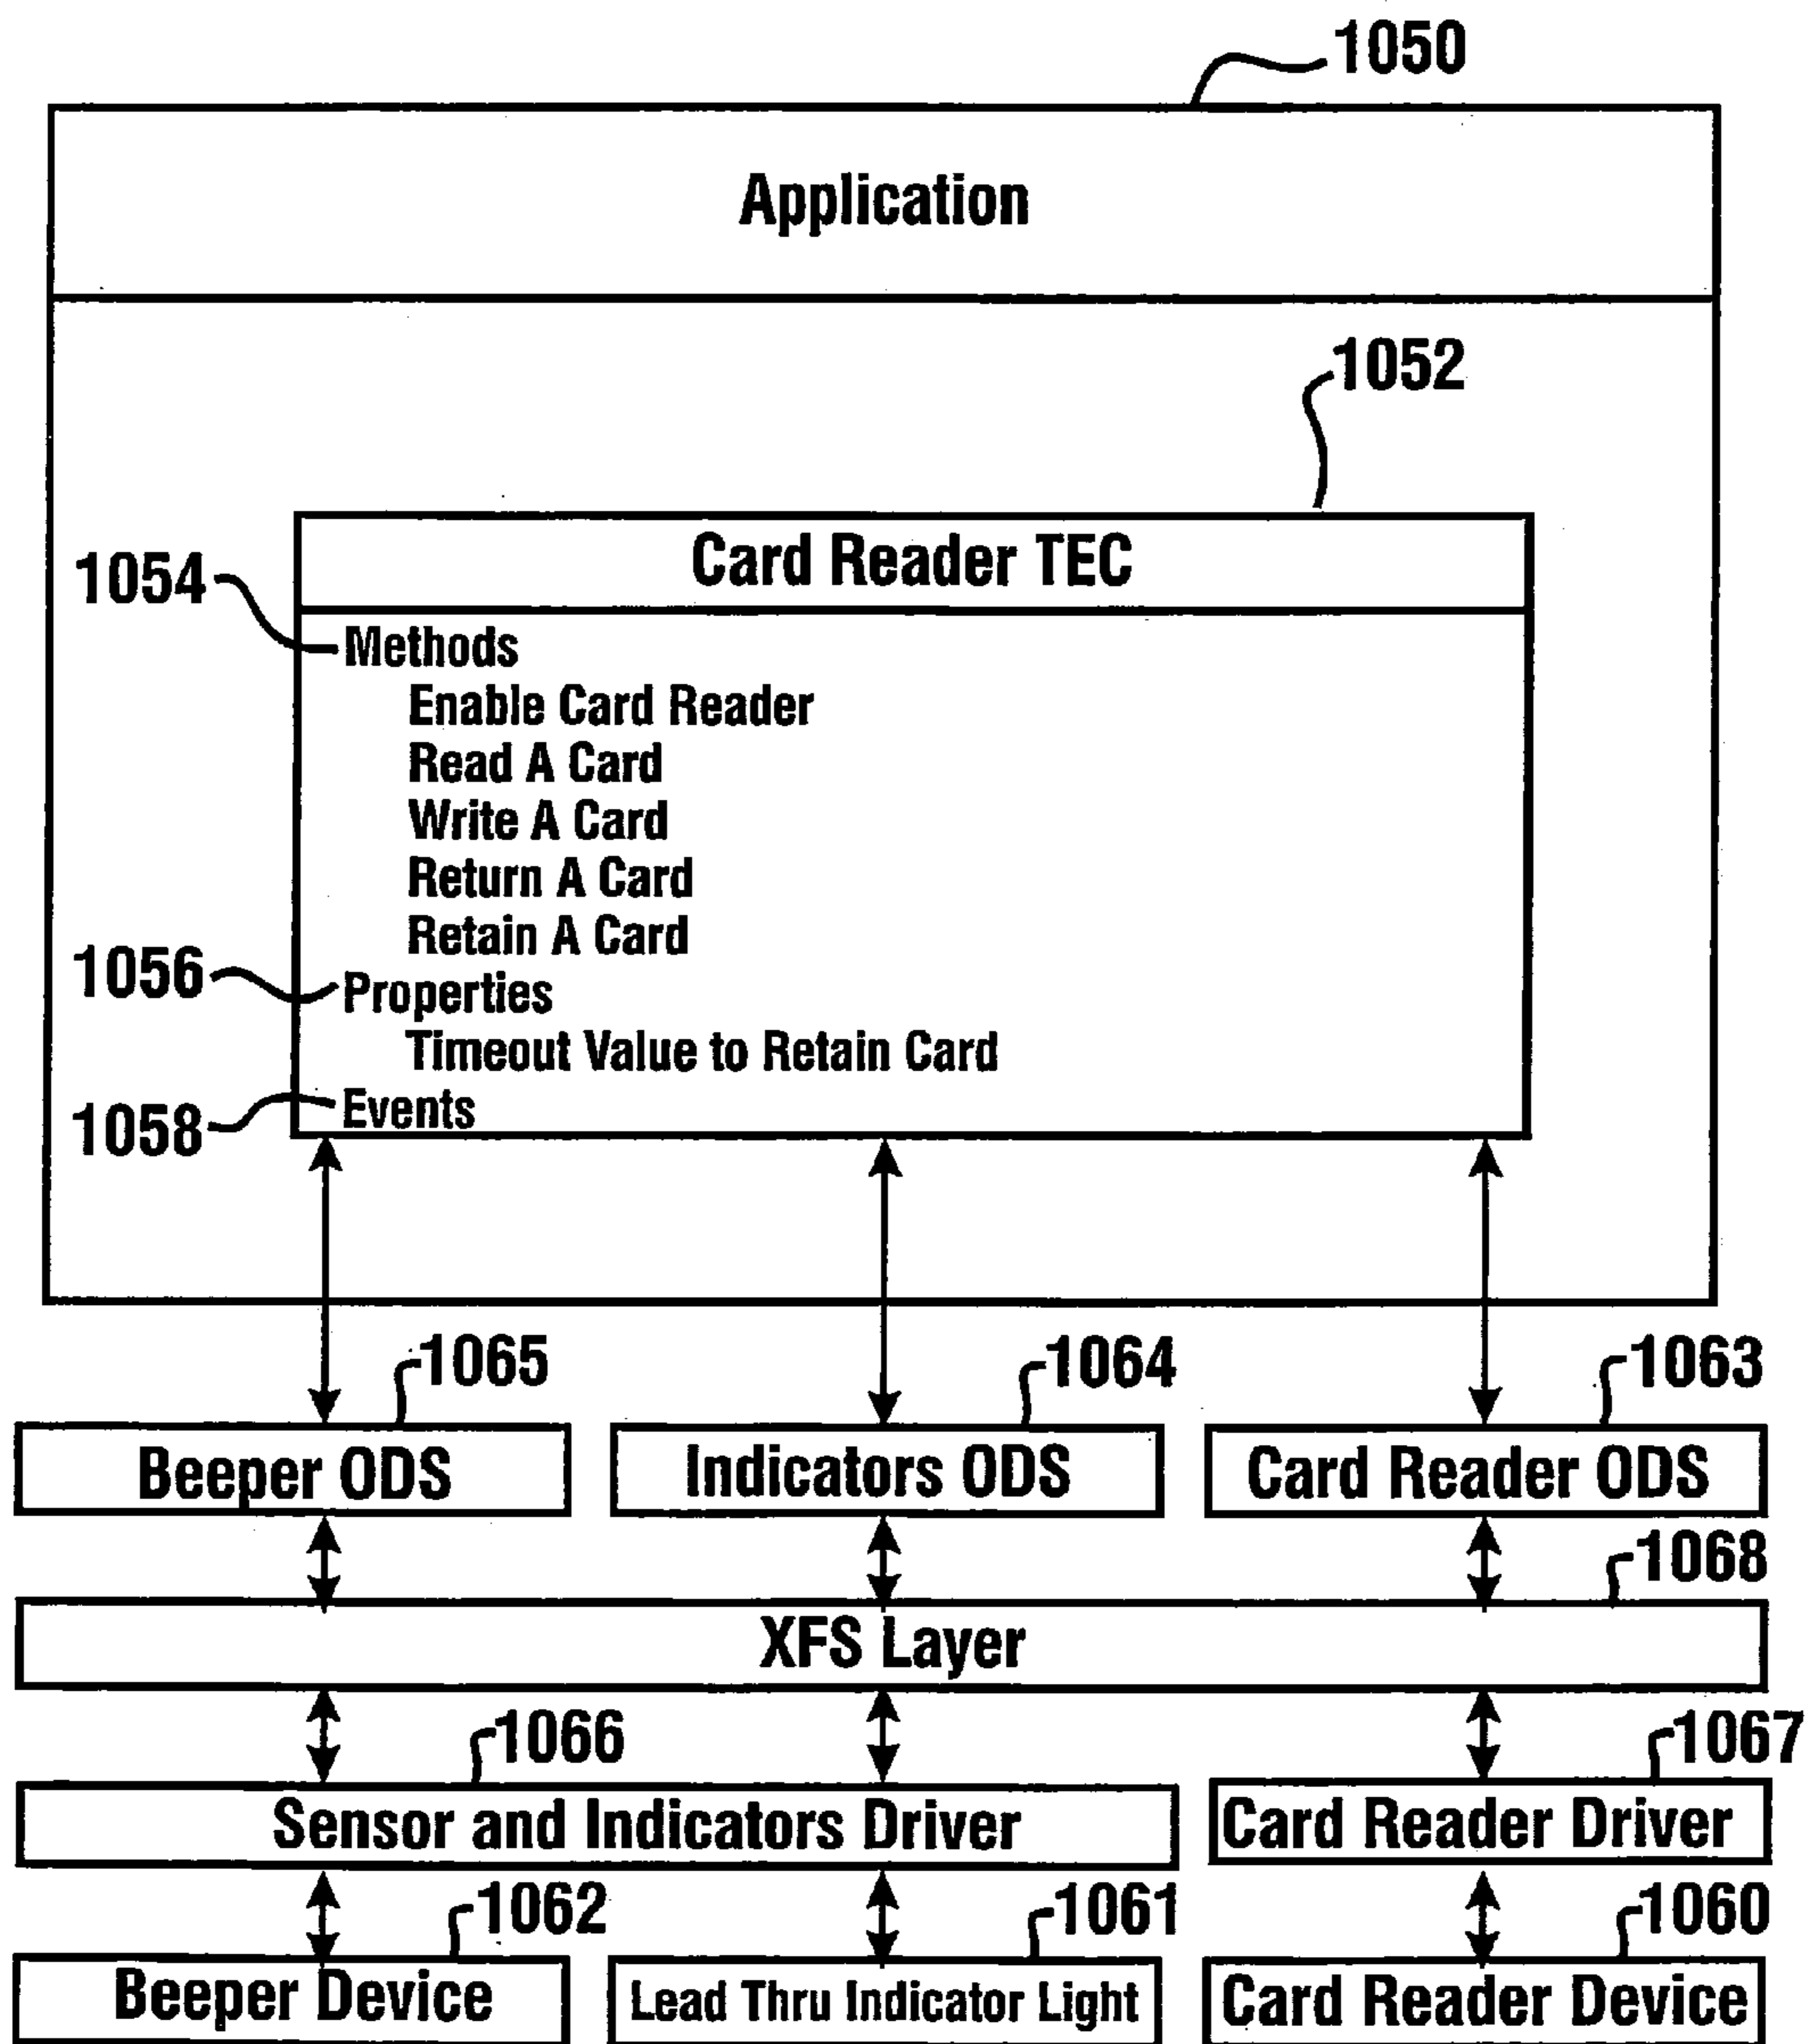 1050
Application
1052
Card Reader TEC
1054
Methods
Enable Card Reader
Read A Card
Write A Card
Return A Card
Retain A Card
1056
Properties
Timeout Value to Retain Card
1058
Events
1065
1064
1063
Beeper ODS
Indicators ODS
Card Reader ODS
1068
XFS Layer
1066
1067
Sensor and Indicators Driver
Card Reader Driver
1062
1061
1060
Beeper Device
Lead Thru Indicator Light
Card Reader Device